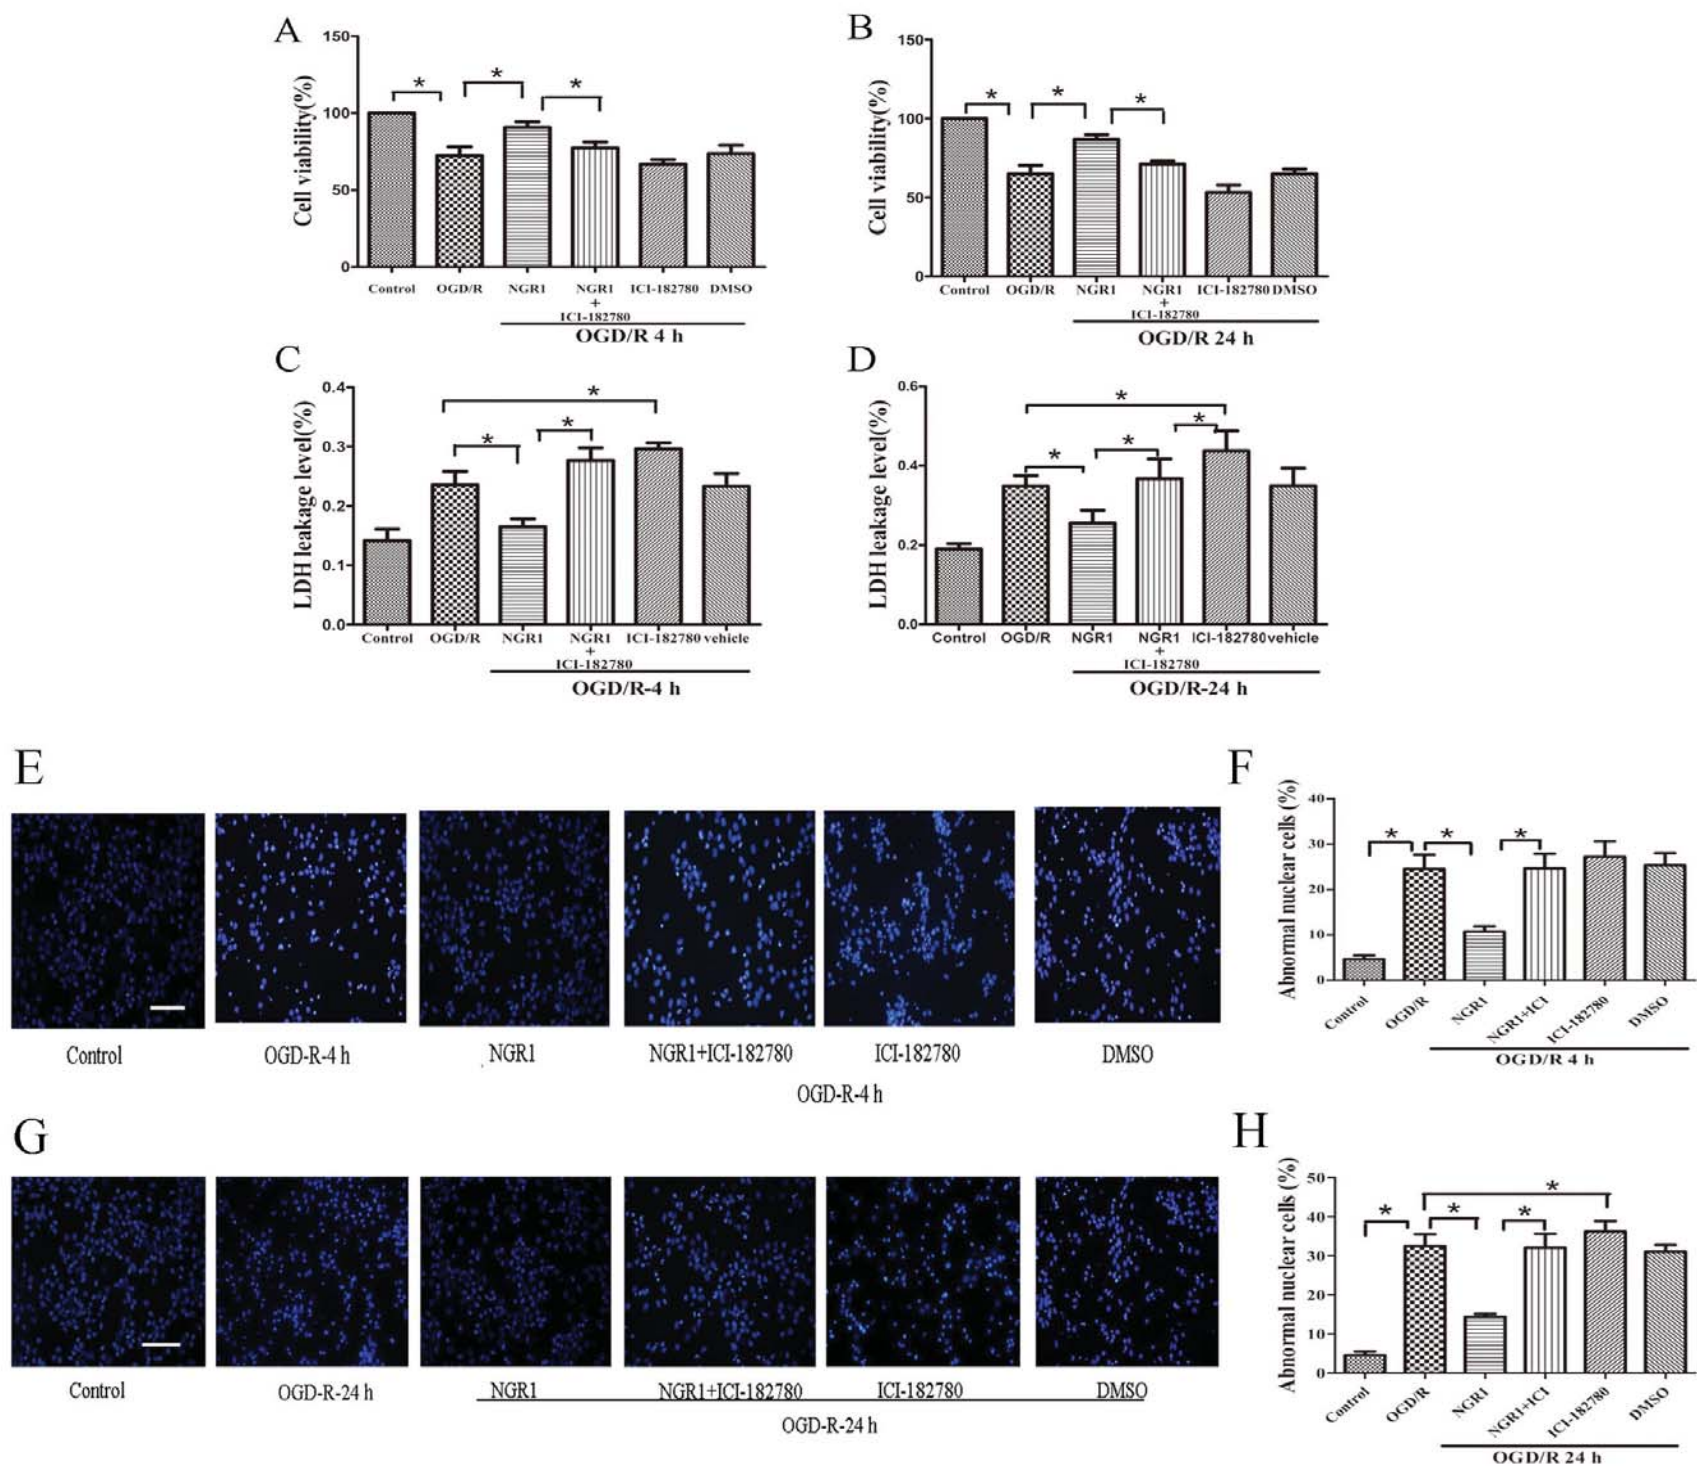 A
Cell viability(%)
150
100
50
0
*
*
*
Control OGD/R NGR1 NGR1 ICI-182780 DMSO
+
ICI-182780
OGD/R 4 h
B
Cell viability(%)
150
100
50
0
*
*
*
Control OGD/R NGR1 NGR1 ICI-182780 DMSO
+
ICI-182780
OGD/R 24 h
C
LDH leakage level(%)
0.4
0.3
0.2
0.1
0.0
*
*
*
Control OGD/R NGR1 NGR1 ICI-182780 vehicle
+
ICI-182780
OGD/R-4 h
D
LDH leakage level(%)
0.6
0.4
0.2
0.0
*
*
*
*
Control OGD/R NGR1 NGR1 ICI-182780 vehicle
+
ICI-182780
OGD/R-24 h
E
Control OGD-R-4 h NGR1 NGR1+ICI-182780 ICI-182780 DMSO
OGD-R-4 h
F
Abnormal nuclear cells (%)
40
30
20
10
0
* * *
Control OGD/R NGR1 NGR1+ICI ICI-182780 DMSO
OGD/R 4 h
G
Control OGD-R-24 h NGR1 NGR1+ICI-182780 ICI-182780 DMSO
OGD-R-24 h
H
Abnormal nuclear cells (%)
50
40
30
20
10
0
*
* * *
Control OGD/R NGR1 NGR1+ICI ICI-182780 DMSO
OGD/R 24 h